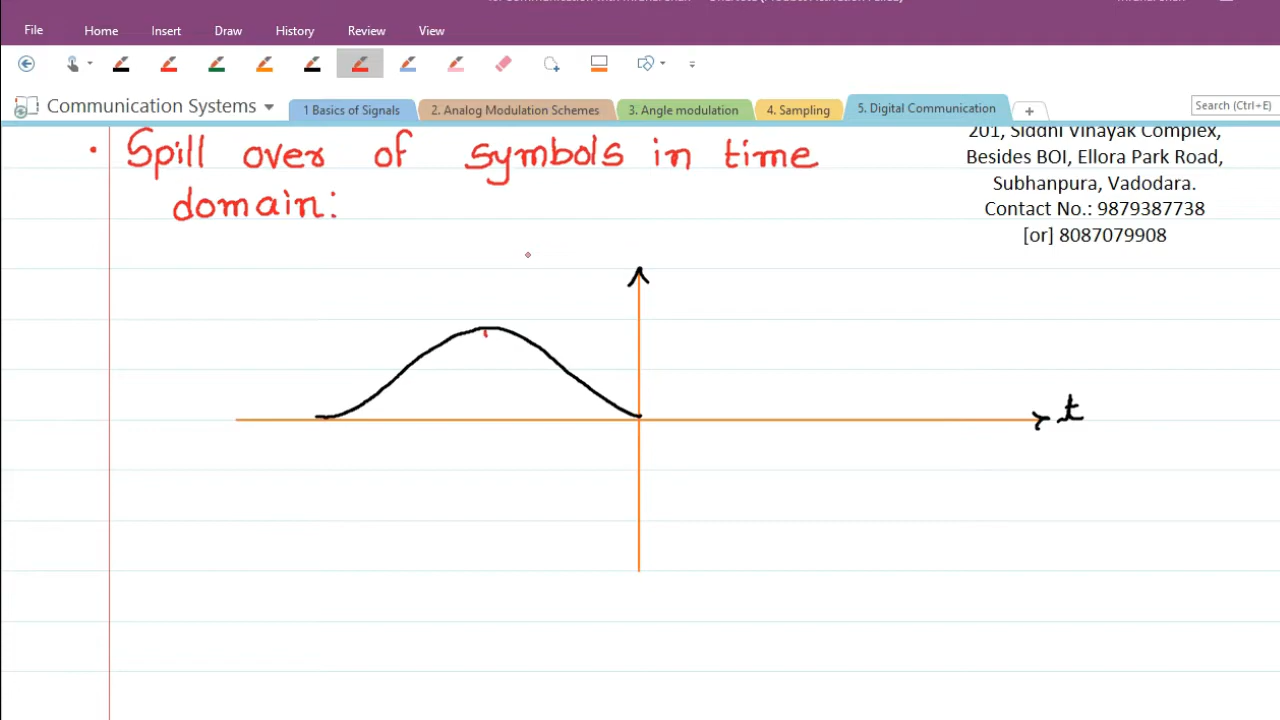 File Home Insert Draw History Review View
Communication Systems 1 Basics of Signals 2. Analog Modulation Schemes 3. Angle modulation 4. Sampling 5. Digital Communication + Search (Ctrl+E)
201, Siddhi Vinayak Complex,
Besides BOI, Ellora Park Road,
Subhanpura, Vadodara.
Contact No.: 9879387738
[or] 8087079908
• Spill over of symbols in time
domain:
t